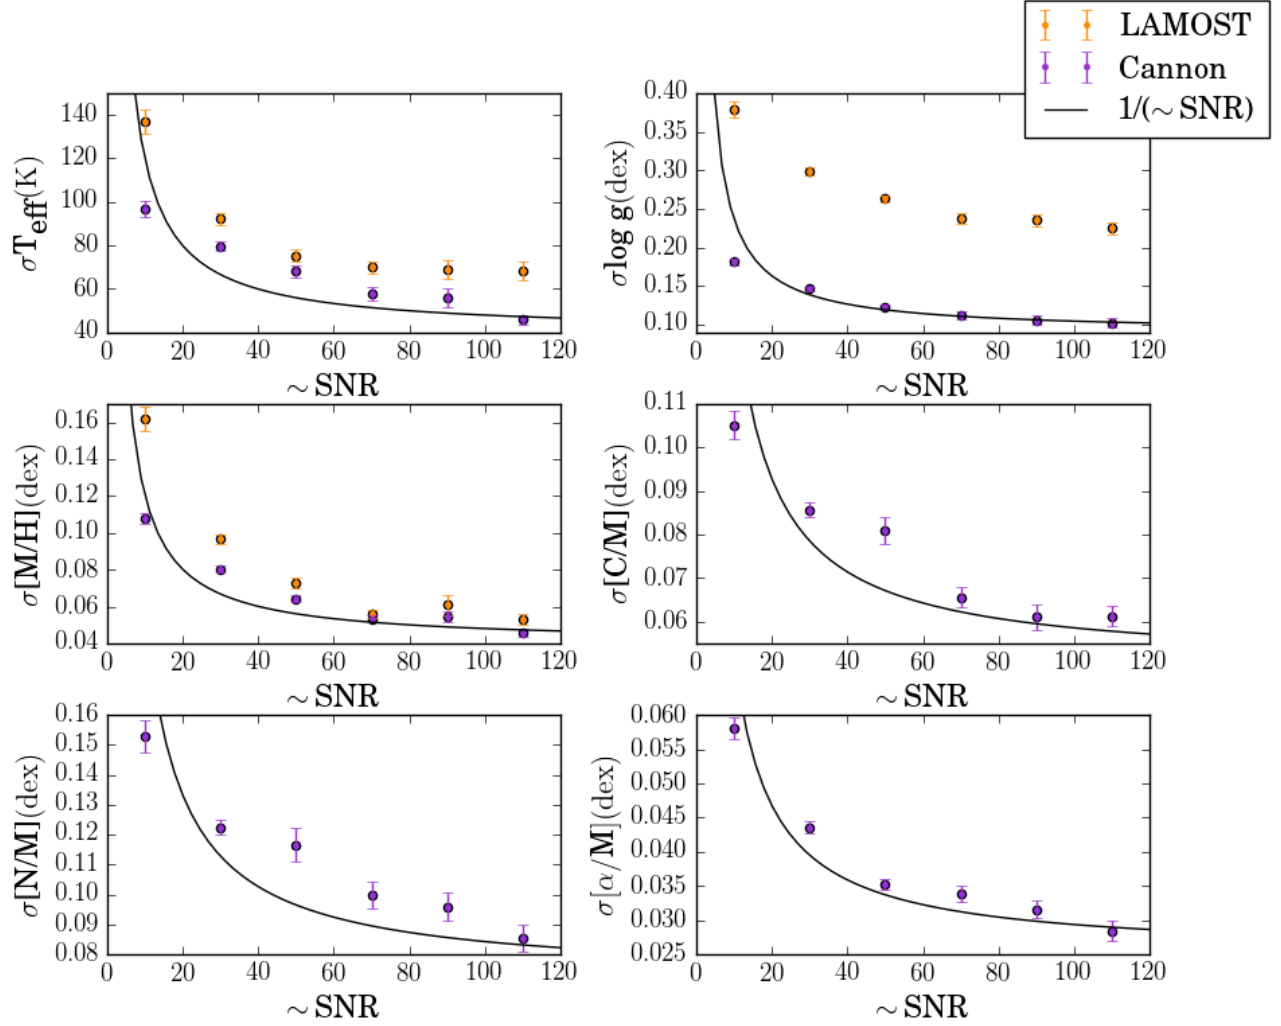 LAMOST
Cannon
1/(∼ SNR)
σT_eff(K)
140
120
100
80
60
40
0 20 40 60 80 100 120
∼ SNR
σlog g(dex)
0.40
0.35
0.30
0.25
0.20
0.15
0.10
0 20 40 60 80 100 120
∼ SNR
σ[M/H](dex)
0.16
0.14
0.12
0.10
0.08
0.06
0.04
0 20 40 60 80 100 120
∼ SNR
σ[C/M](dex)
0.11
0.10
0.09
0.08
0.07
0.06
0 20 40 60 80 100 120
∼ SNR
σ[N/M](dex)
0.16
0.15
0.14
0.13
0.12
0.11
0.10
0.09
0.08
0 20 40 60 80 100 120
∼ SNR
σ[α/M](dex)
0.060
0.055
0.050
0.045
0.040
0.035
0.030
0.025
0 20 40 60 80 100 120
∼ SNR